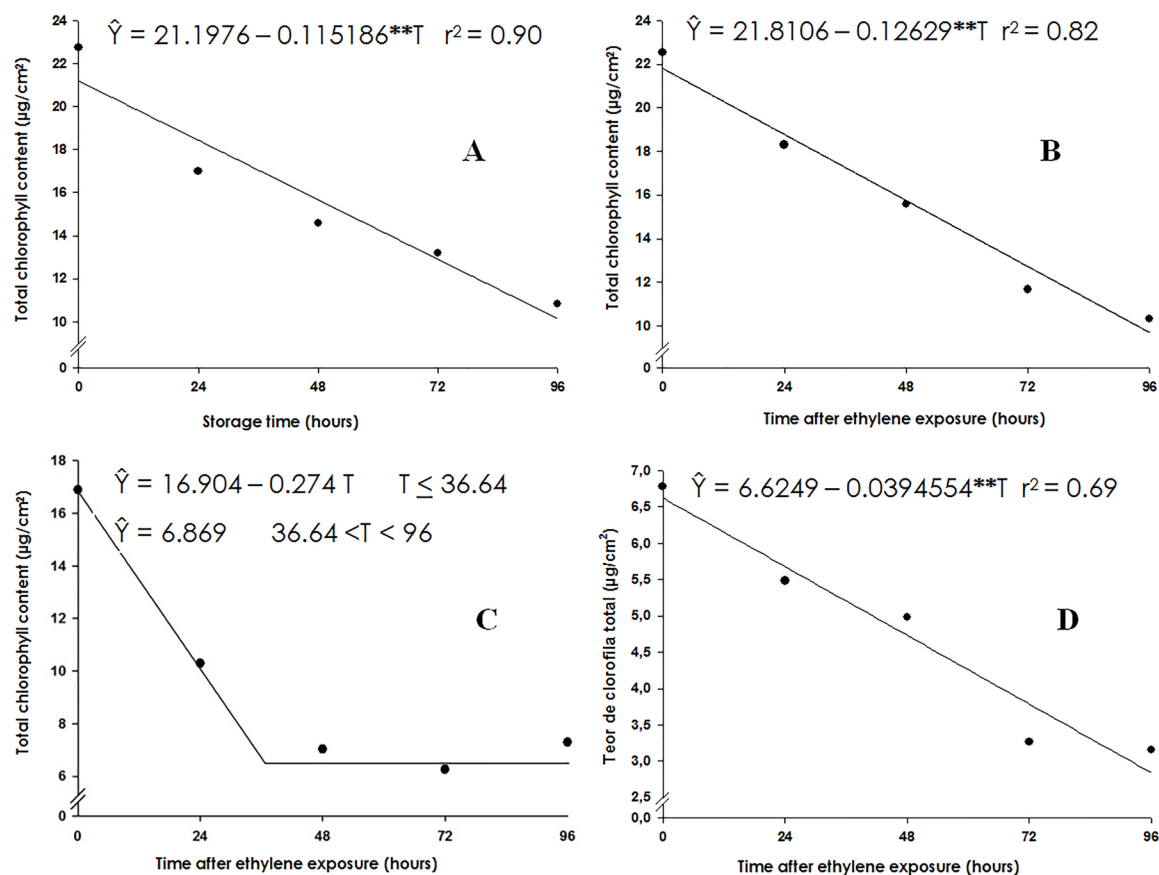 Ŷ = 21.1976 – 0.115186**T r² = 0.90
Total chlorophyll content (µg/cm²)
24
22
20
18
16
14
12
10
0
A
0 24 48 72 96
Storage time (hours)
Ŷ = 21.8106 – 0.12629**T r² = 0.82
Total chlorophyll content (µg/cm²)
24
22
20
18
16
14
12
10
0
B
0 24 48 72 96
Time after ethylene exposure (hours)
Ŷ = 16.904 – 0.274 T T ≤ 36.64
Ŷ = 6.869 36.64 <T < 96
Total chlorophyll content (µg/cm²)
18
16
14
12
10
8
6
0
C
0 24 48 72 96
Time after ethylene exposure (hours)
Ŷ = 6.6249 – 0.0394554**T r² = 0.69
Teor de clorofila total (µg/cm²)
7,0
6,5
6,0
5,5
5,0
4,5
4,0
3,5
3,0
2,5
0,0
D
0 24 48 72 96
Time after ethylene exposure (hours)